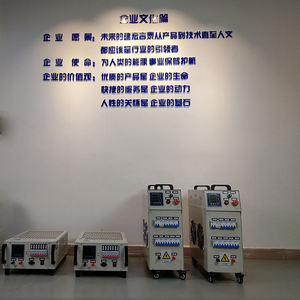 企业文化篇
企 业 愿 景: 未来的建宏台泰从产品到技术直至人文
都应该是行业的引领者
企 业 使 命: 为人类的能源事业保驾护航
企业的价值观: 优质的产品是企业的生命
快捷的服务是企业的动力
人性的关怀是企业的基石